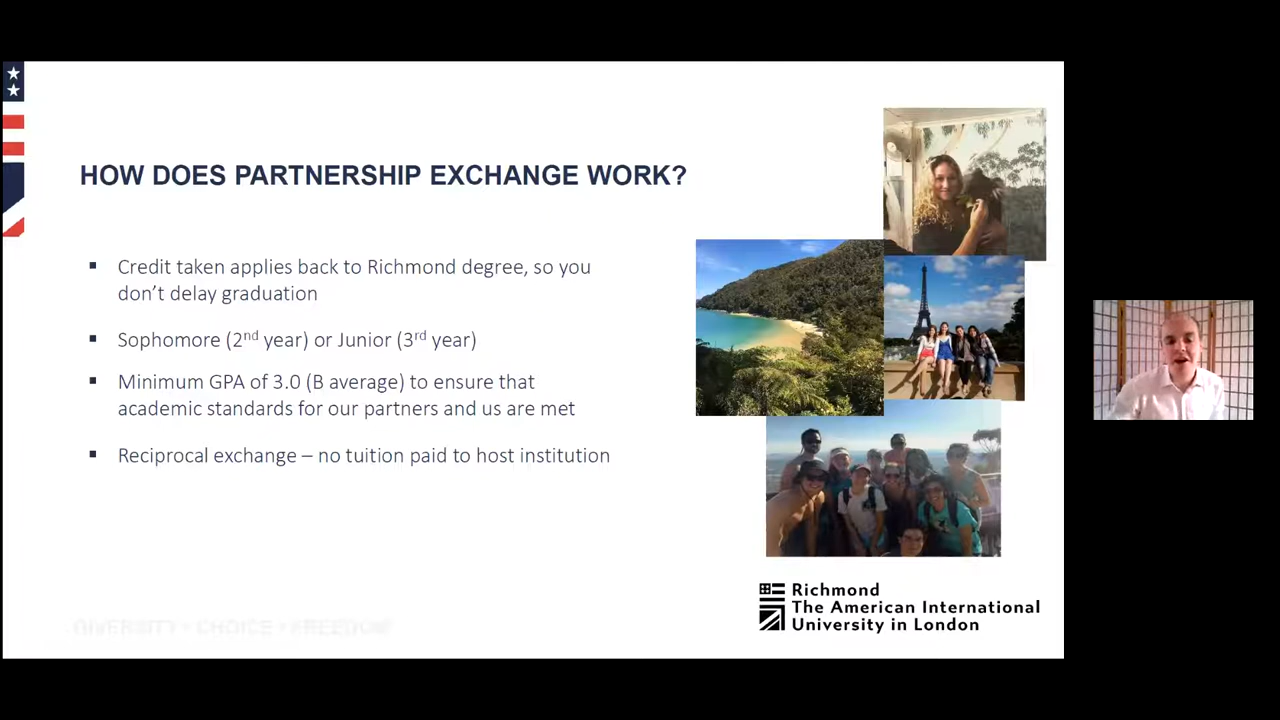 HOW DOES PARTNERSHIP EXCHANGE WORK?
Credit taken applies back to Richmond degree, so you
don’t delay graduation
Sophomore (2nd year) or Junior (3rd year)
Minimum GPA of 3.0 (B average) to ensure that
academic standards for our partners and us are met
Reciprocal exchange – no tuition paid to host institution
DIVERSITY • CHOICE • FREEDOM
Richmond
The American International
University in London